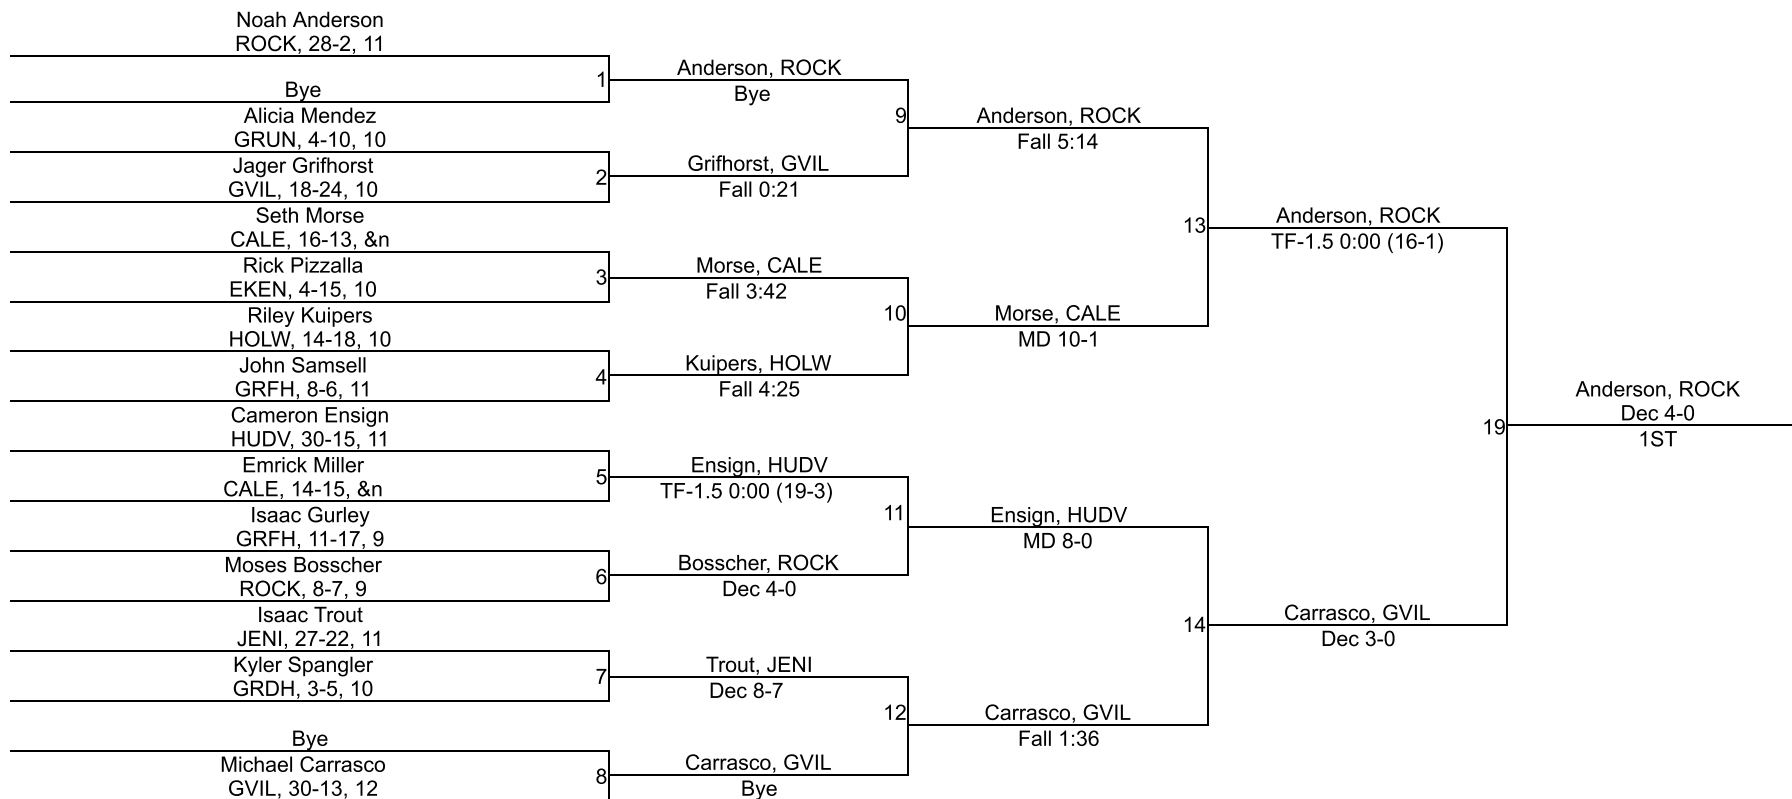 Noah Anderson
ROCK, 28-2, 11
1
Bye
Anderson, ROCK
Bye
Alicia Mendez
GRUN, 4-10, 10
2
Jager Grifhorst
GVIL, 18-24, 10
Grifhorst, GVIL
Fall 0:21
9
Anderson, ROCK
Fall 5:14
Seth Morse
CALE, 16-13, &n
3
Rick Pizzalla
EKEN, 4-15, 10
Morse, CALE
Fall 3:42
Riley Kuipers
HOLW, 14-18, 10
4
John Samsell
GRFH, 8-6, 11
Kuipers, HOLW
Fall 4:25
10
Morse, CALE
MD 10-1
13
Anderson, ROCK
TF-1.5 0:00 (16-1)
Cameron Ensign
HUDV, 30-15, 11
5
Emrick Miller
CALE, 14-15, &n
Ensign, HUDV
TF-1.5 0:00 (19-3)
Isaac Gurley
GRFH, 11-17, 9
6
Moses Bosscher
ROCK, 8-7, 9
Bosscher, ROCK
Dec 4-0
11
Ensign, HUDV
MD 8-0
Isaac Trout
JENI, 27-22, 11
7
Kyler Spangler
GRDH, 3-5, 10
Trout, JENI
Dec 8-7
Bye
8
Michael Carrasco
GVIL, 30-13, 12
Carrasco, GVIL
Bye
12
Carrasco, GVIL
Fall 1:36
14
Carrasco, GVIL
Dec 3-0
19
Anderson, ROCK
Dec 4-0
1ST